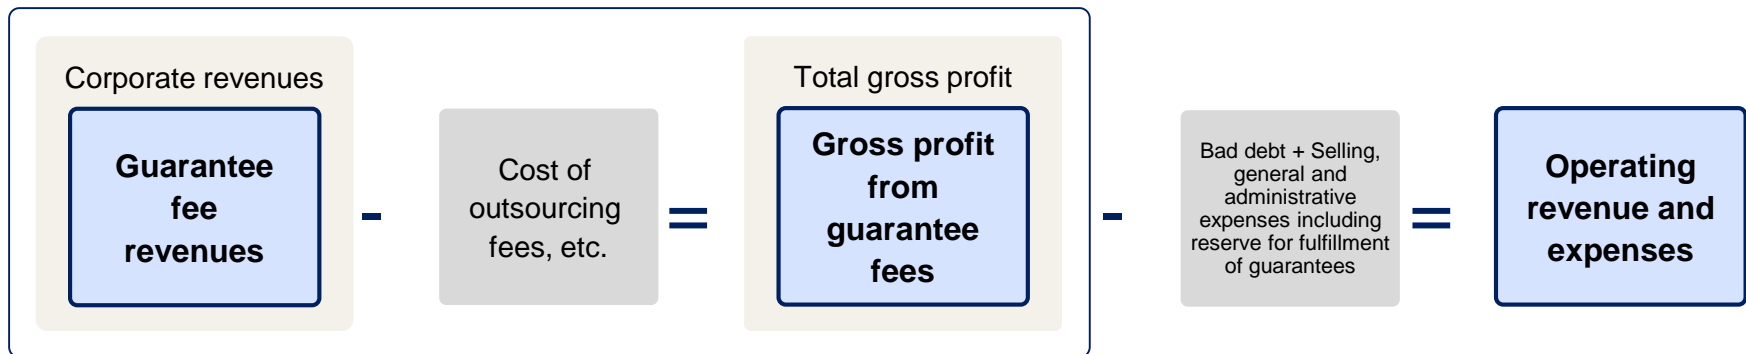 Corporate revenues
Guarantee
fee
revenues
-
Cost of
outsourcing
fees, etc.
=
Total gross profit
Gross profit
from
guarantee
fees
-
Bad debt + Selling,
general and
administrative
expenses including
reserve for fulfillment
of guarantees
=
Operating
revenue and
expenses